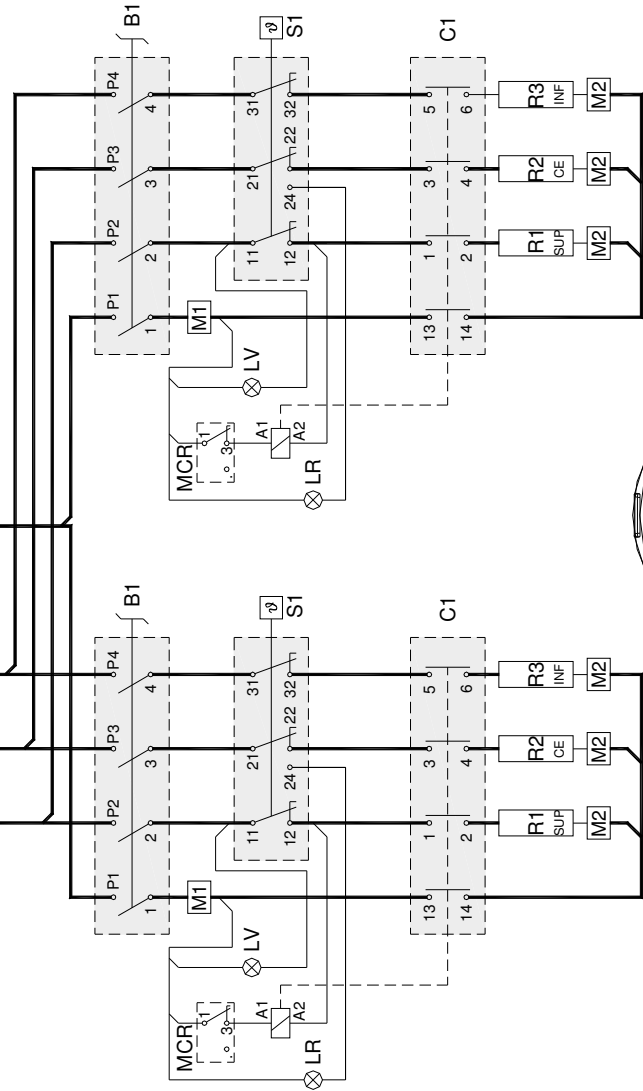 P1 P2 P3 P4 B1
1 2 3 4
M1
11 21 31 S1
12 24 22 32 ϑ
LV
MCR 1
3
A1
A2
LR
13 1 3 5 C1
14 2 4 6
R1 SUP R2 CE R3 INF
M2 M2 M2
P1 P2 P3 P4 B1
1 2 3 4
M1
11 21 31 S1
12 24 22 32 ϑ
LV
MCR 1
3
A1
A2
LR
13 1 3 5 C1
14 2 4 6
R1 SUP R2 CE R3 INF
M2 M2 M2